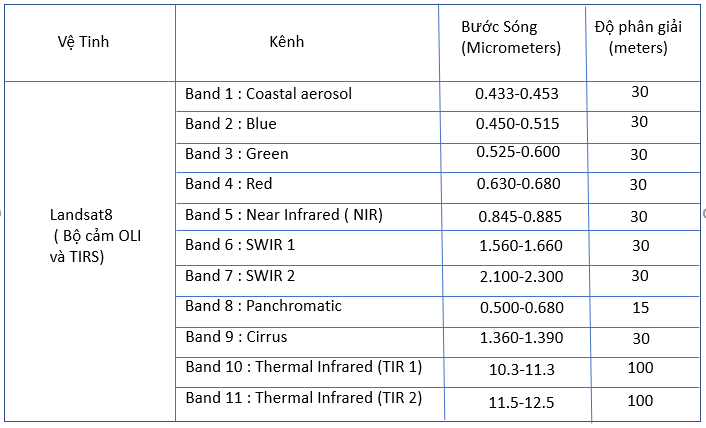 Vệ Tinh Kênh Bước Sóng (Micrometers) Độ phân giải (meters)
Landsat8 ( Bộ cảm OLI và TIRS)
Band 1 : Coastal aerosol 0.433-0.453 30
Band 2 : Blue 0.450-0.515 30
Band 3 : Green 0.525-0.600 30
Band 4 : Red 0.630-0.680 30
Band 5 : Near Infrared ( NIR) 0.845-0.885 30
Band 6 : SWIR 1 1.560-1.660 30
Band 7 : SWIR 2 2.100-2.300 30
Band 8 : Panchromatic 0.500-0.680 15
Band 9 : Cirrus 1.360-1.390 30
Band 10 : Thermal Infrared (TIR 1) 10.3-11.3 100
Band 11 : Thermal Infrared (TIR 2) 11.5-12.5 100